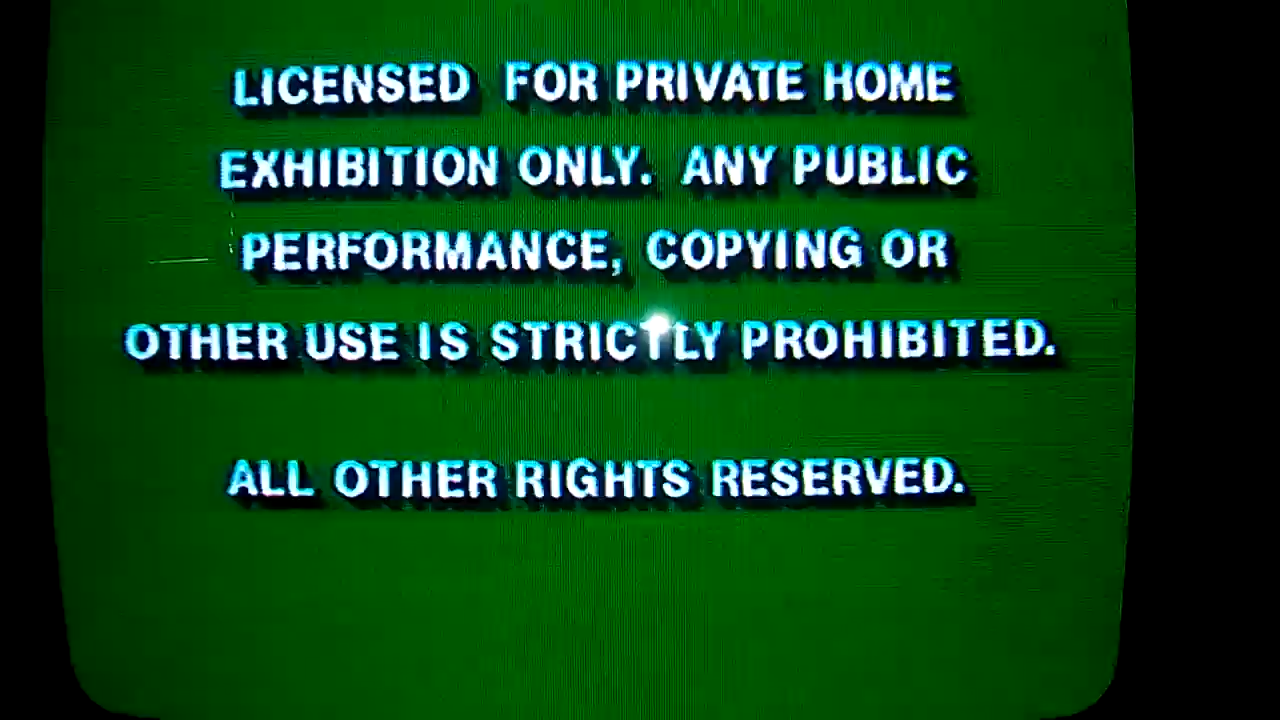 LICENSED FOR PRIVATE HOME
EXHIBITION ONLY. ANY PUBLIC
PERFORMANCE, COPYING OR
OTHER USE IS STRICTLY PROHIBITED.
ALL OTHER RIGHTS RESERVED.